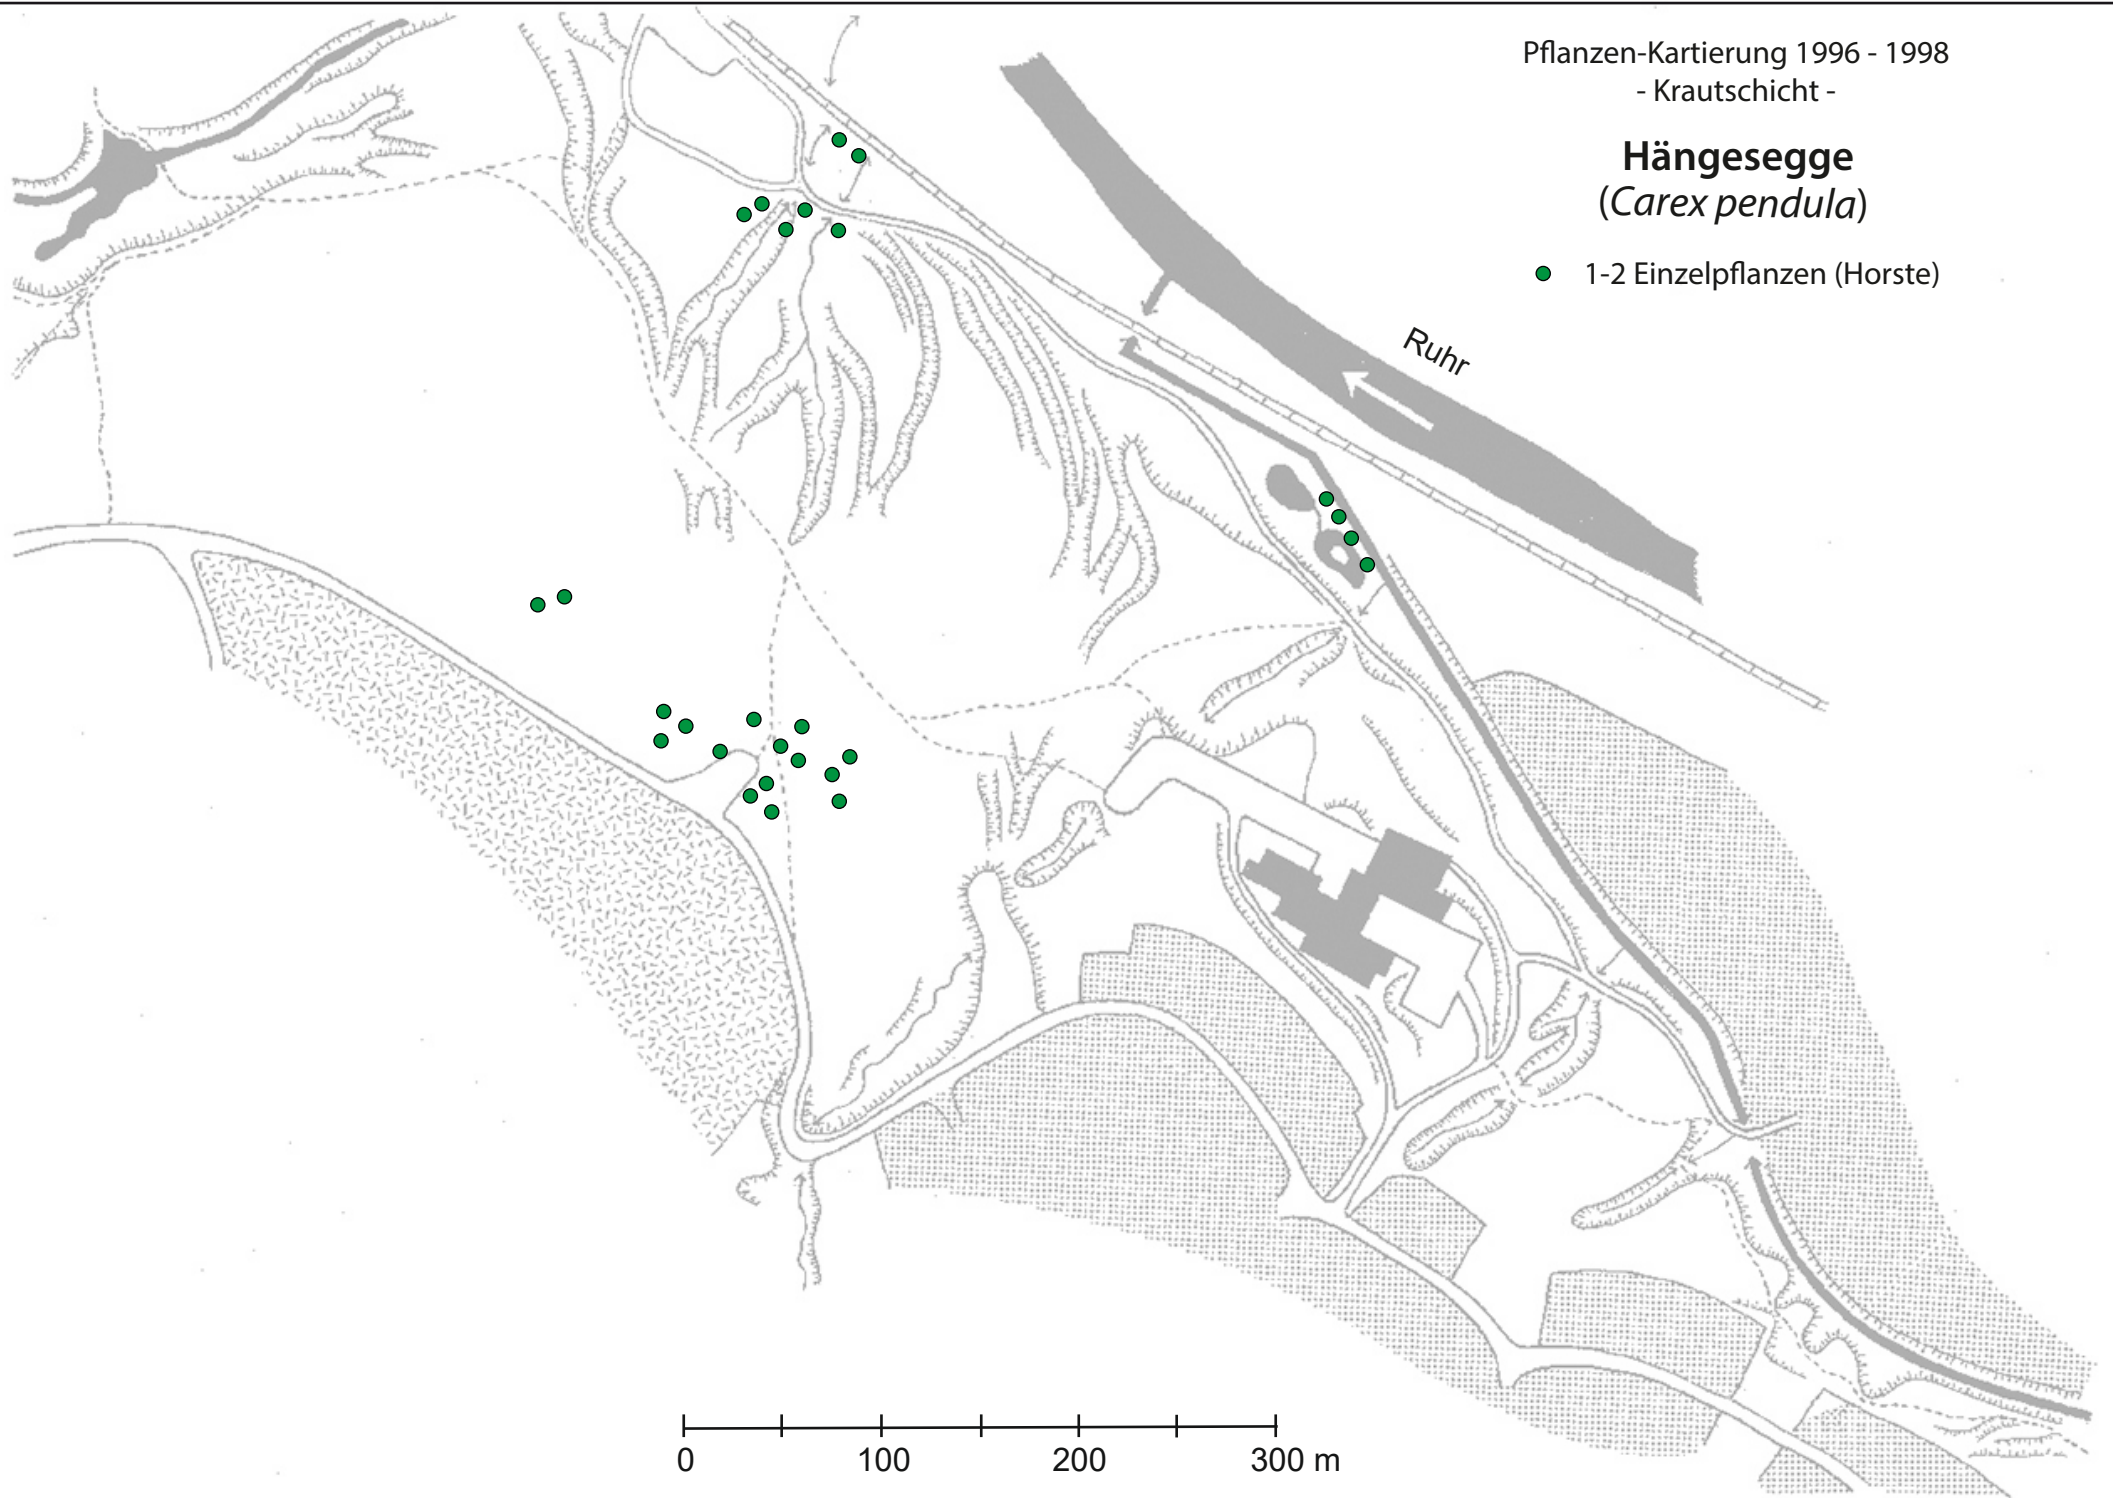 Pflanzen-Kartierung 1996 - 1998
- Krautschicht -
Hängesegge
(Carex pendula)
1-2 Einzelpflanzen (Horste)
Ruhr
0 100 200 300 m